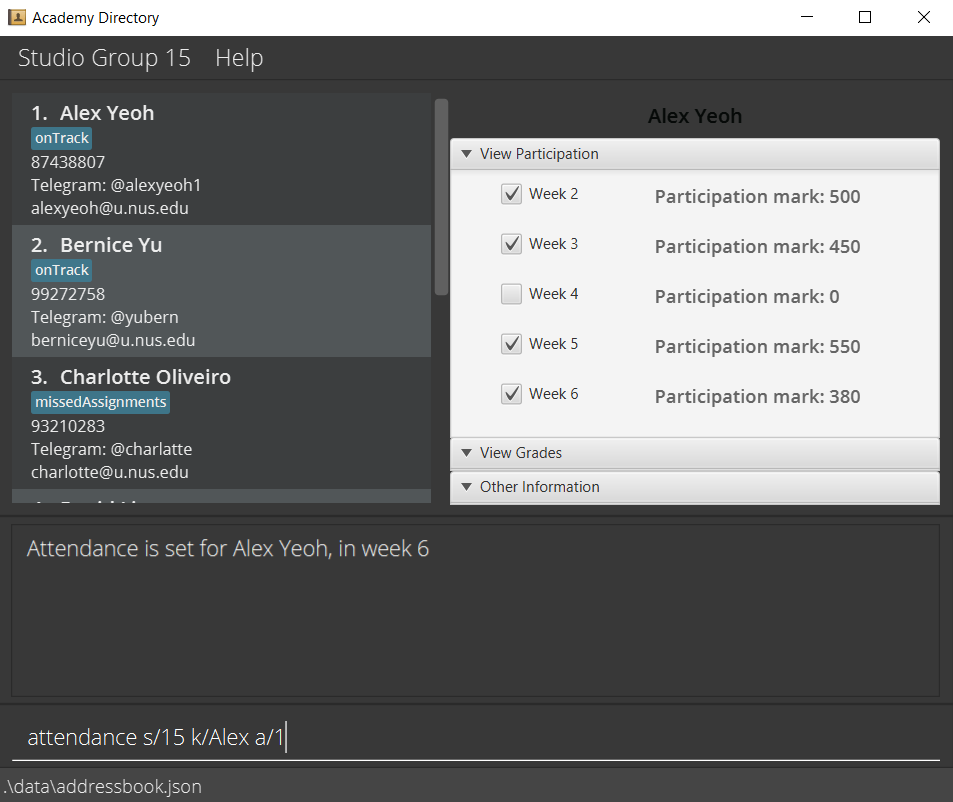 Academy Directory
Studio Group 15 Help
1. Alex Yeoh
onTrack
87438807
Telegram: @alexyeoh1
alexyeoh@u.nus.edu
2. Bernice Yu
onTrack
99272758
Telegram: @yubern
berniceyu@u.nus.edu
3. Charlotte Oliveiro
missedAssignments
93210283
Telegram: @charlatte
charlotte@u.nus.edu
Alex Yeoh
View Participation
Week 2 Participation mark: 500
Week 3 Participation mark: 450
Week 4 Participation mark: 0
Week 5 Participation mark: 550
Week 6 Participation mark: 380
View Grades
Other Information
Attendance is set for Alex Yeoh, in week 6
attendance s/15 k/Alex a/1
.\data\addressbook.json